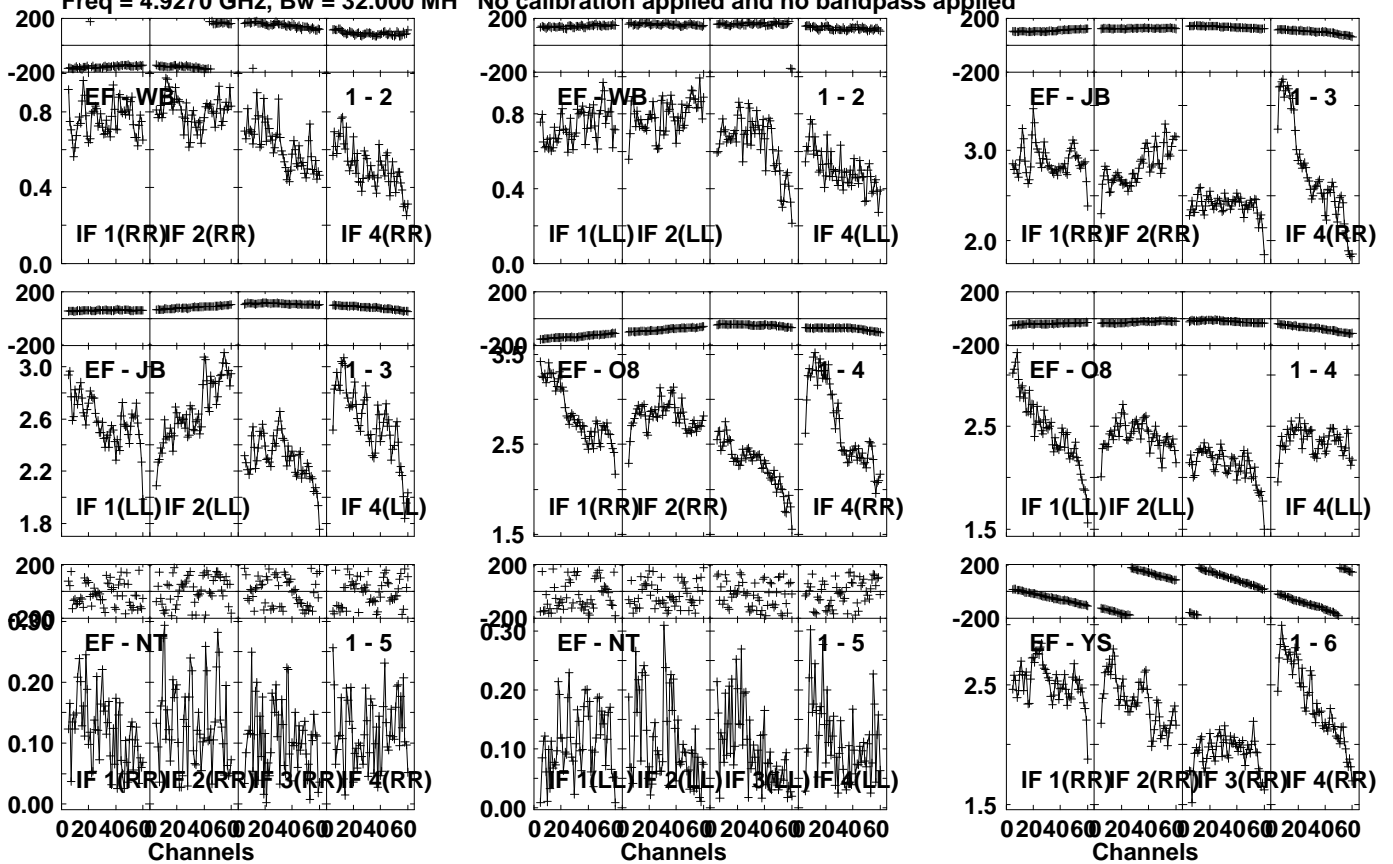 Freq = 4.9270 GHz, Bw = 32.000 MH No calibration applied and no bandpass applied
200
-200
0.8
0.4
0.0
EF - WB 1 - 2
IF 1(RR) IF 2(RR) IF 4(RR)
200
-200
0.8
0.4
0.0
EF - WB 1 - 2
IF 1(LL) IF 2(LL) IF 4(LL)
200
-200
3.0
2.0
EF - JB 1 - 3
IF 1(RR) IF 2(RR) IF 4(RR)
200
-200
3.0
2.6
2.2
1.8
EF - JB 1 - 3
IF 1(LL) IF 2(LL) IF 4(LL)
200
-200
3.5
2.5
1.5
EF - O8 1 - 4
IF 1(RR) IF 2(RR) IF 4(RR)
200
-200
2.5
1.5
EF - O8 1 - 4
IF 1(LL) IF 2(LL) IF 4(LL)
200
-200
0.30
0.20
0.10
0.00
EF - NT 1 - 5
IF 1(RR) IF 2(RR) IF 3(RR) IF 4(RR)
0 20 40 60 0 20 40 60 0 20 40 60 0 20 40 60
Channels
200
-200
0.30
0.20
0.10
0.00
EF - NT 1 - 5
IF 1(LL) IF 2(LL) IF 3(LL) IF 4(LL)
0 20 40 60 0 20 40 60 0 20 40 60 0 20 40 60
Channels
200
-200
2.5
1.5
EF - YS 1 - 6
IF 1(RR) IF 2(RR) IF 3(RR) IF 4(RR)
0 20 40 60 0 20 40 60 0 20 40 60 0 20 40 60
Channels